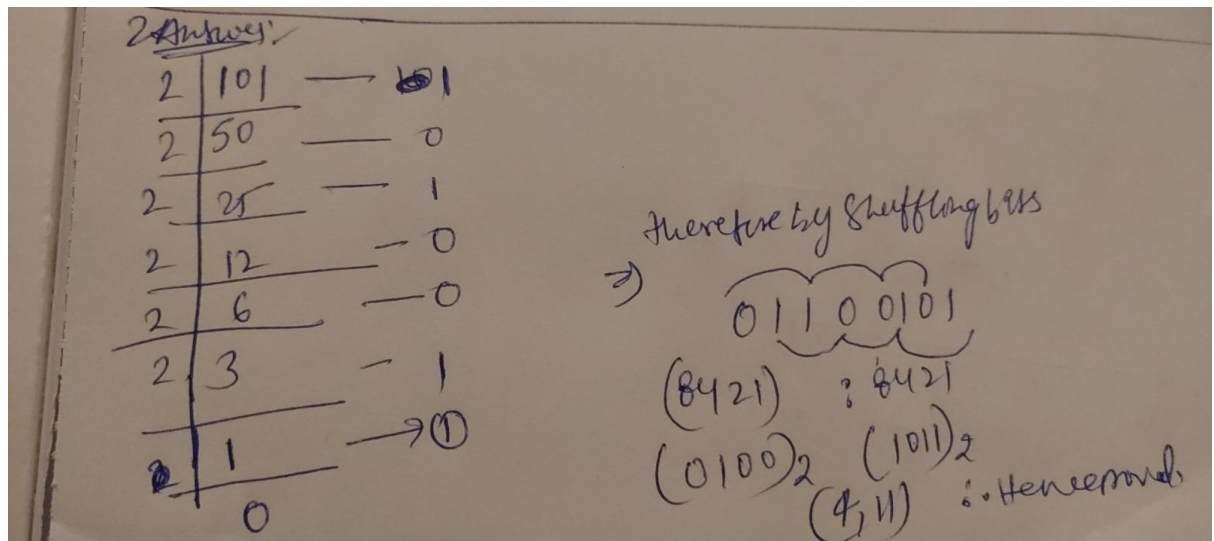 2 Answer:
2 101 — 1
2 50 — 0
2 25 — 1
2 12 — 0
2 6 — 0
2 3 — 1
2 1 → 1
0
therefore by Shuffling bits
⇒) 01100101
(8421) : 8421
(0100)2 (1011)2
(4,11) ∴ Hence proved